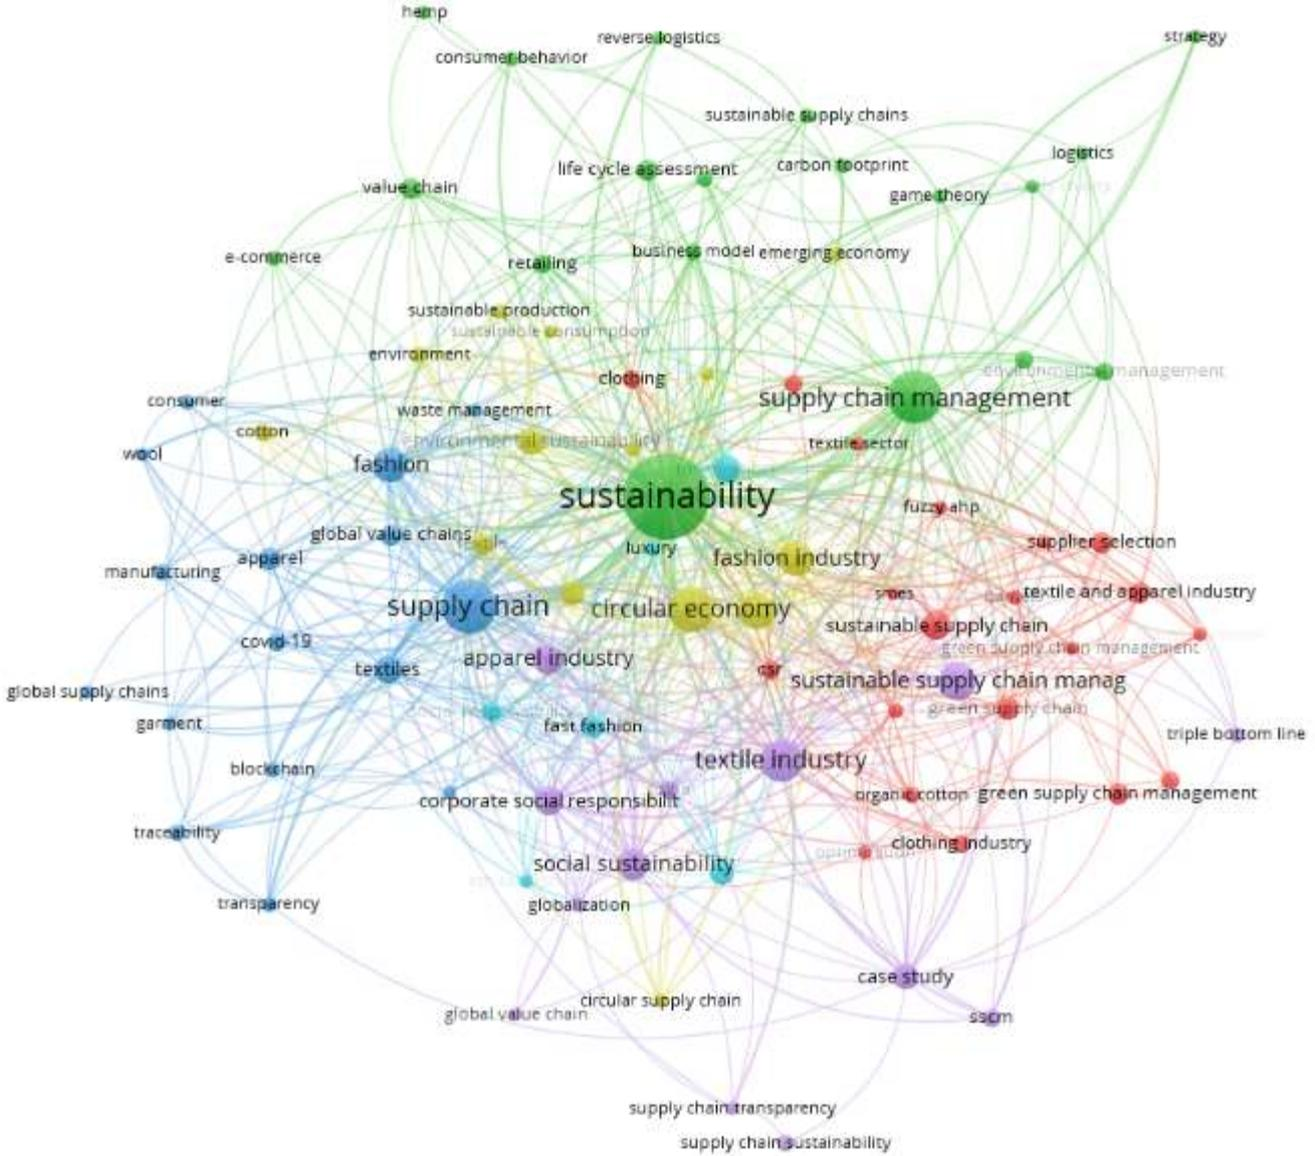 hemp
reverse logistics
strategy
consumer behavior
sustainable supply chains
logistics
life cycle assessment
carbon footprint
value chain
game theory
business model
emerging economy
e-commerce
retailing
sustainable production
sustainable consumption
environment
environmental management
clothing
supply chain management
consumer
waste management
cotton
environmental sustainability
textile sector
wool
fashion
sustainability
fuzzy ahp
global value chains
supplier selection
luxury
apparel
fashion industry
manufacturing
smes
textile and apparel industry
supply chain
circular economy
sustainable supply chain
covid-19
green supply chain management
apparel industry
textiles
csr
sustainable supply chain manag
global supply chains
green supply chain
garment
fast fashion
triple bottom line
textile industry
blockchain
organic cotton
green supply chain management
corporate social responsibilit
traceability
clothing industry
optimization
social sustainability
transparency
globalization
case study
circular supply chain
global value chain
sscm
supply chain transparency
supply chain sustainability